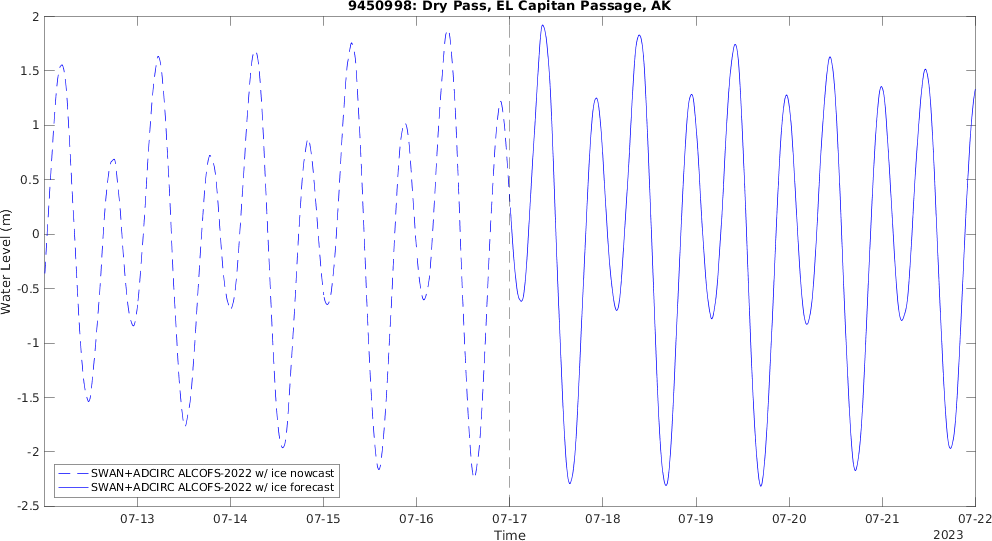 9450998: Dry Pass, EL Capitan Passage, AK
Water Level (m)
2
1.5
1
0.5
0
-0.5
-1
-1.5
-2
-2.5
SWAN+ADCIRC ALCOFS-2022 w/ ice nowcast
SWAN+ADCIRC ALCOFS-2022 w/ ice forecast
07-13 07-14 07-15 07-16 07-17 07-18 07-19 07-20 07-21 07-22
Time
2023